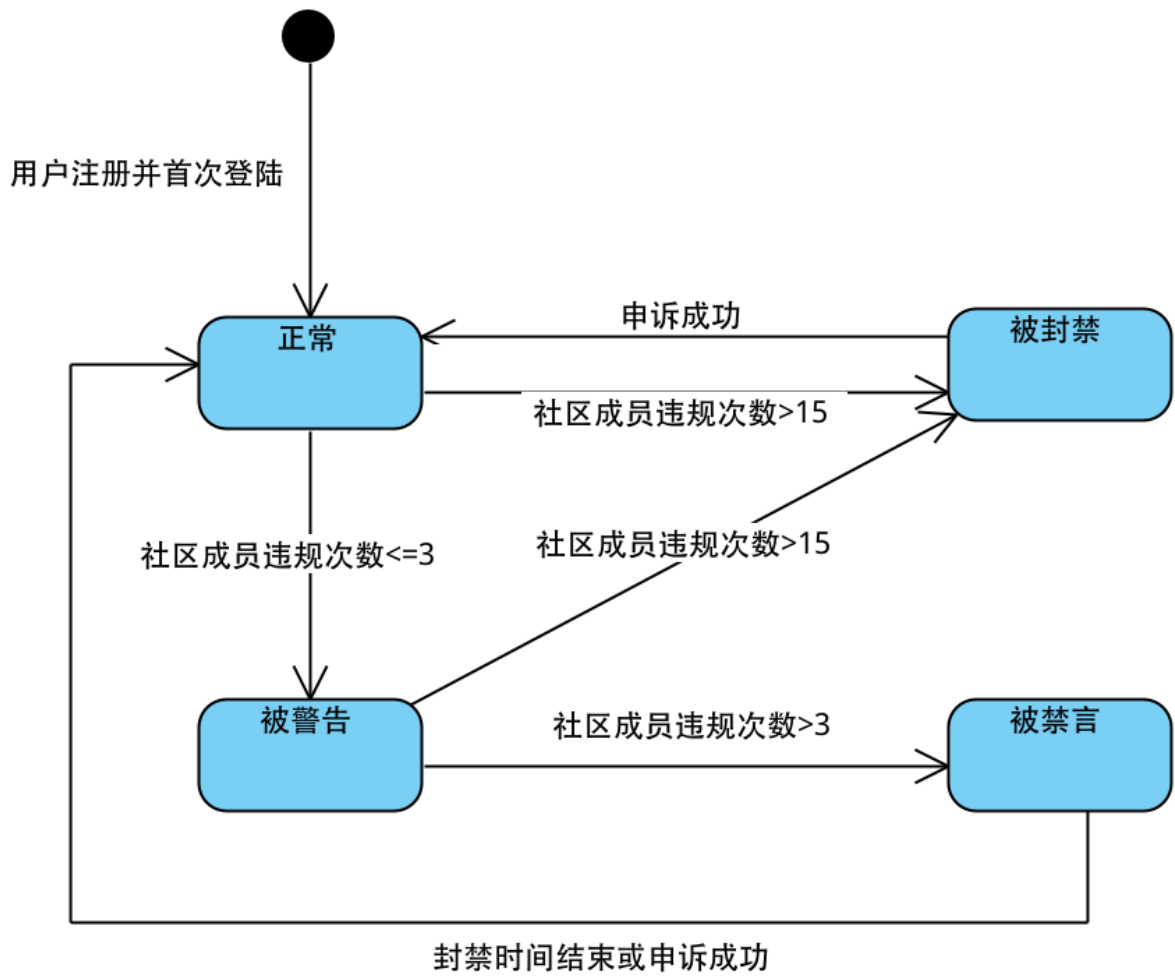 用户注册并首次登陆
正常
申诉成功
被封禁
社区成员违规次数>15
社区成员违规次数<=3
社区成员违规次数>15
被警告
社区成员违规次数>3
被禁言
封禁时间结束或申诉成功